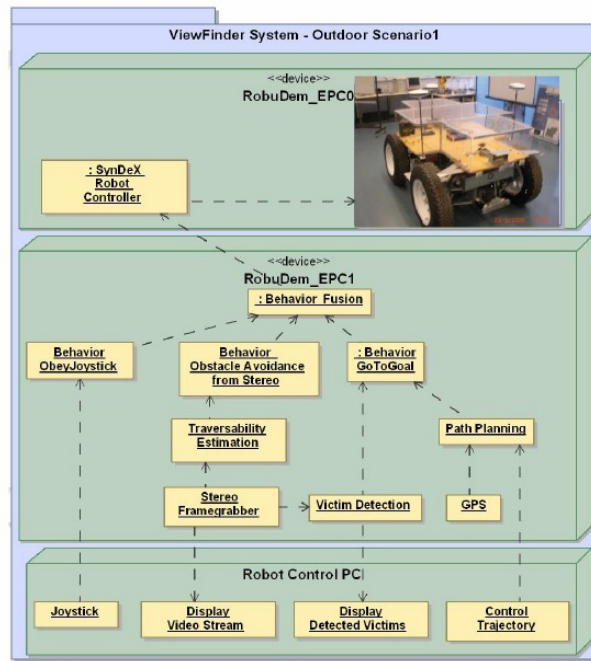 ViewFinder System - Outdoor Scenario1
<<device>>
RobuDem_EPC0
: SynDeX
Robot
Controller
<<device>>
RobuDem_EPC1
: Behavior Fusion
Behavior
ObeyJoystick
Behavior
Obstacle Avoidance
from Stereo
: Behavior
GoToGoal
Traversability
Estimation
Path Planning
Stereo
Framegrabber
Victim Detection
GPS
Robot Control PC
Joystick
Display
Video Stream
Display
Detected Victims
Control
Trajectory